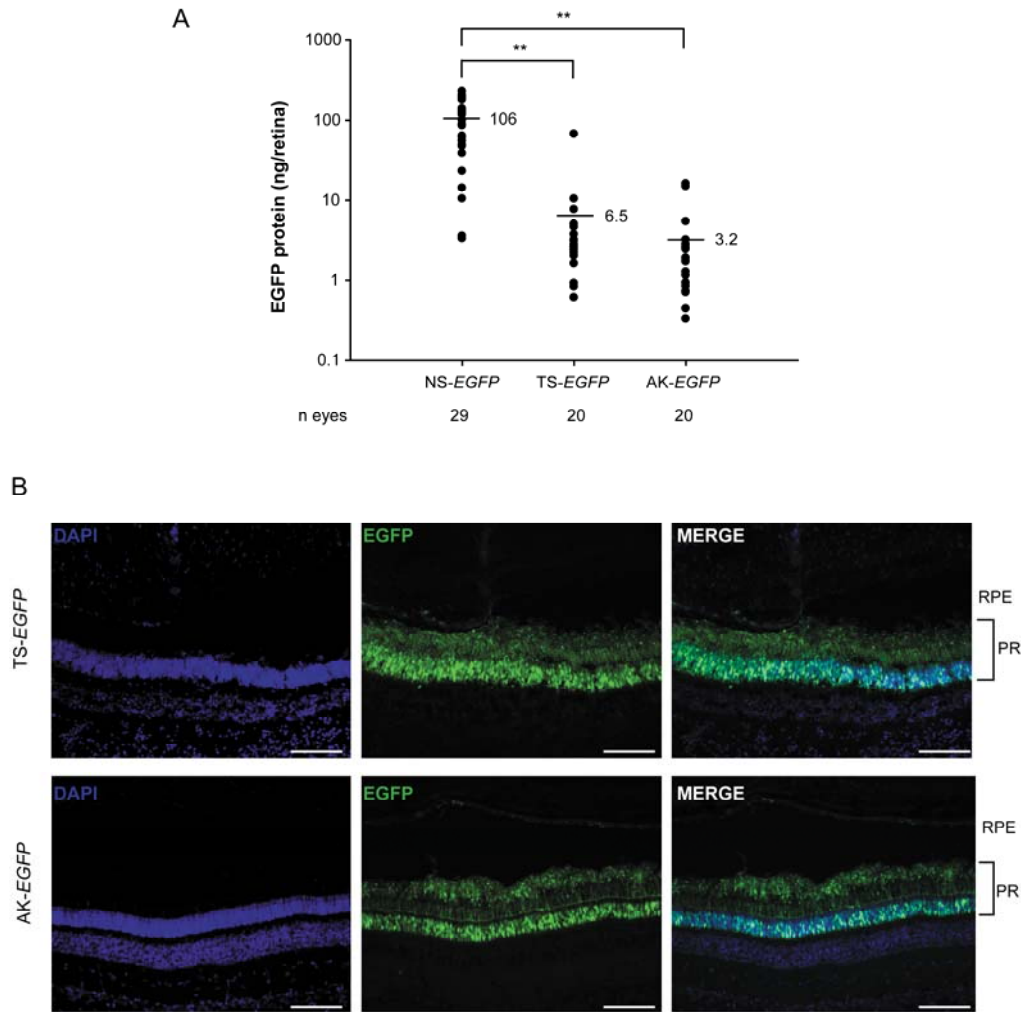 A
**
**
1000
100
10
1
0.1
EGFP protein (ng/retina)
106
6.5
3.2
NS-EGFP TS-EGFP AK-EGFP
n eyes 29 20 20
B
DAPI EGFP MERGE
TS-EGFP
RPE
PR
DAPI EGFP MERGE
AK-EGFP
RPE
PR